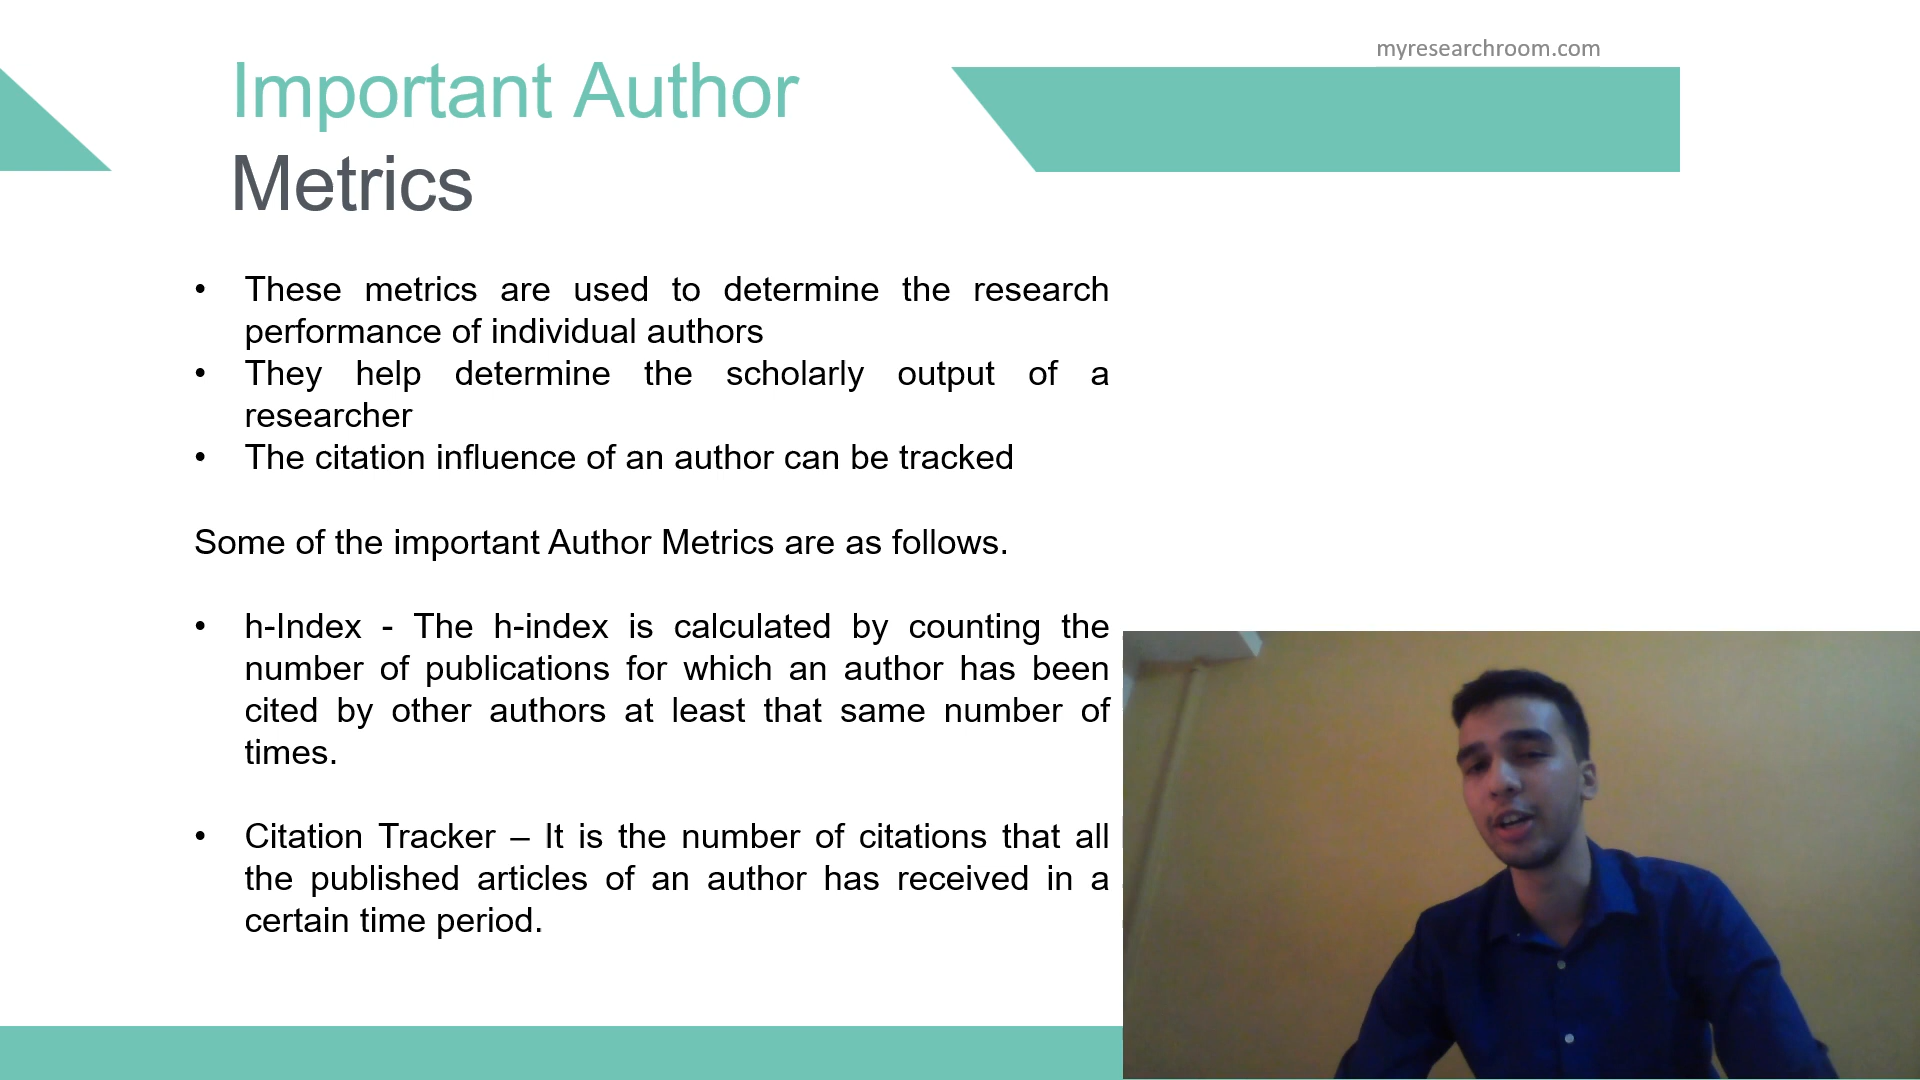 myresearchroom.com
Important Author
Metrics
• These metrics are used to determine the research
performance of individual authors
• They help determine the scholarly output of a
researcher
• The citation influence of an author can be tracked
Some of the important Author Metrics are as follows.
• h-Index - The h-index is calculated by counting the
number of publications for which an author has been
cited by other authors at least that same number of
times.
• Citation Tracker – It is the number of citations that all
the published articles of an author has received in a
certain time period.